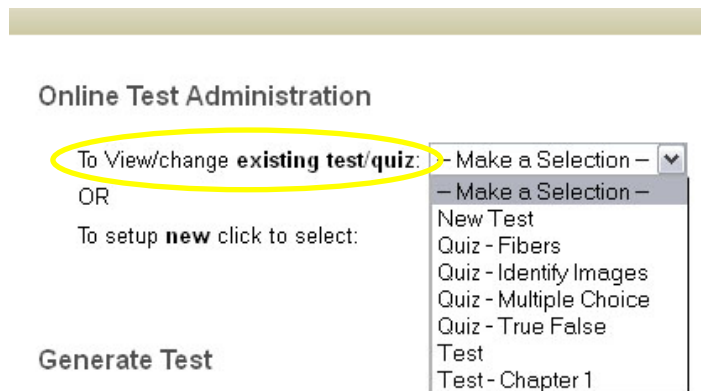 Online Test Administration
To View/change existing test/quiz: – Make a Selection –
OR
To setup new click to select:
– Make a Selection –
New Test
Quiz - Fibers
Quiz - Identify Images
Quiz - Multiple Choice
Quiz - True False
Test
Test - Chapter 1
Generate Test